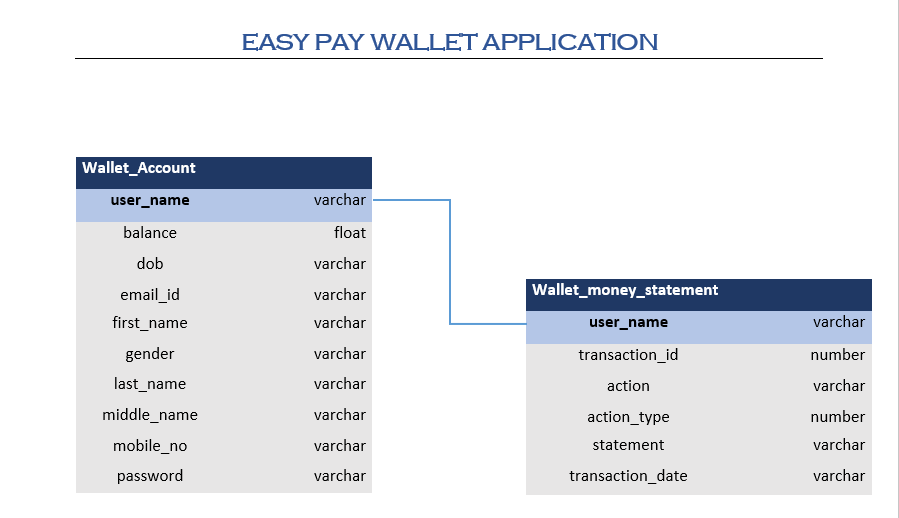 EASY PAY WALLET APPLICATION
Wallet_Account
user_name varchar
balance float
dob varchar
email_id varchar
first_name varchar
gender varchar
last_name varchar
middle_name varchar
mobile_no varchar
password varchar
Wallet_money_statement
user_name varchar
transaction_id number
action varchar
action_type number
statement varchar
transaction_date varchar